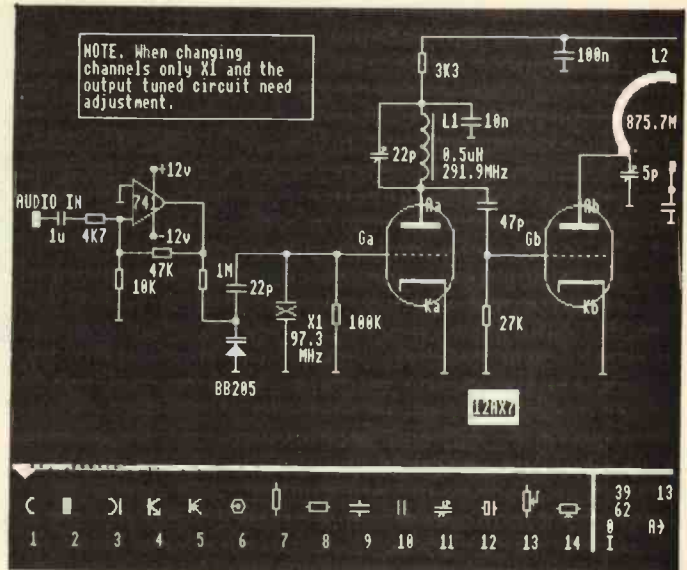 NOTE. When changing
channels only X1 and the
output tuned circuit need
adjustment.
100n
L2
3K3
L1
10n
875.7M
22p
0.5uH
291.9MHz
5p
+12v
74
AUDIO IN
-12v
1u
4K7
47K
10K
1M
22p
Ga
Aa
47p
Gb
Ab
X1
97.3
MHz
100K
Ka
27K
Kb
BB205
12AX7
1 2 3 4 5 6 7 8 9 10 11 12 13 14
39 13
62
0
I
A